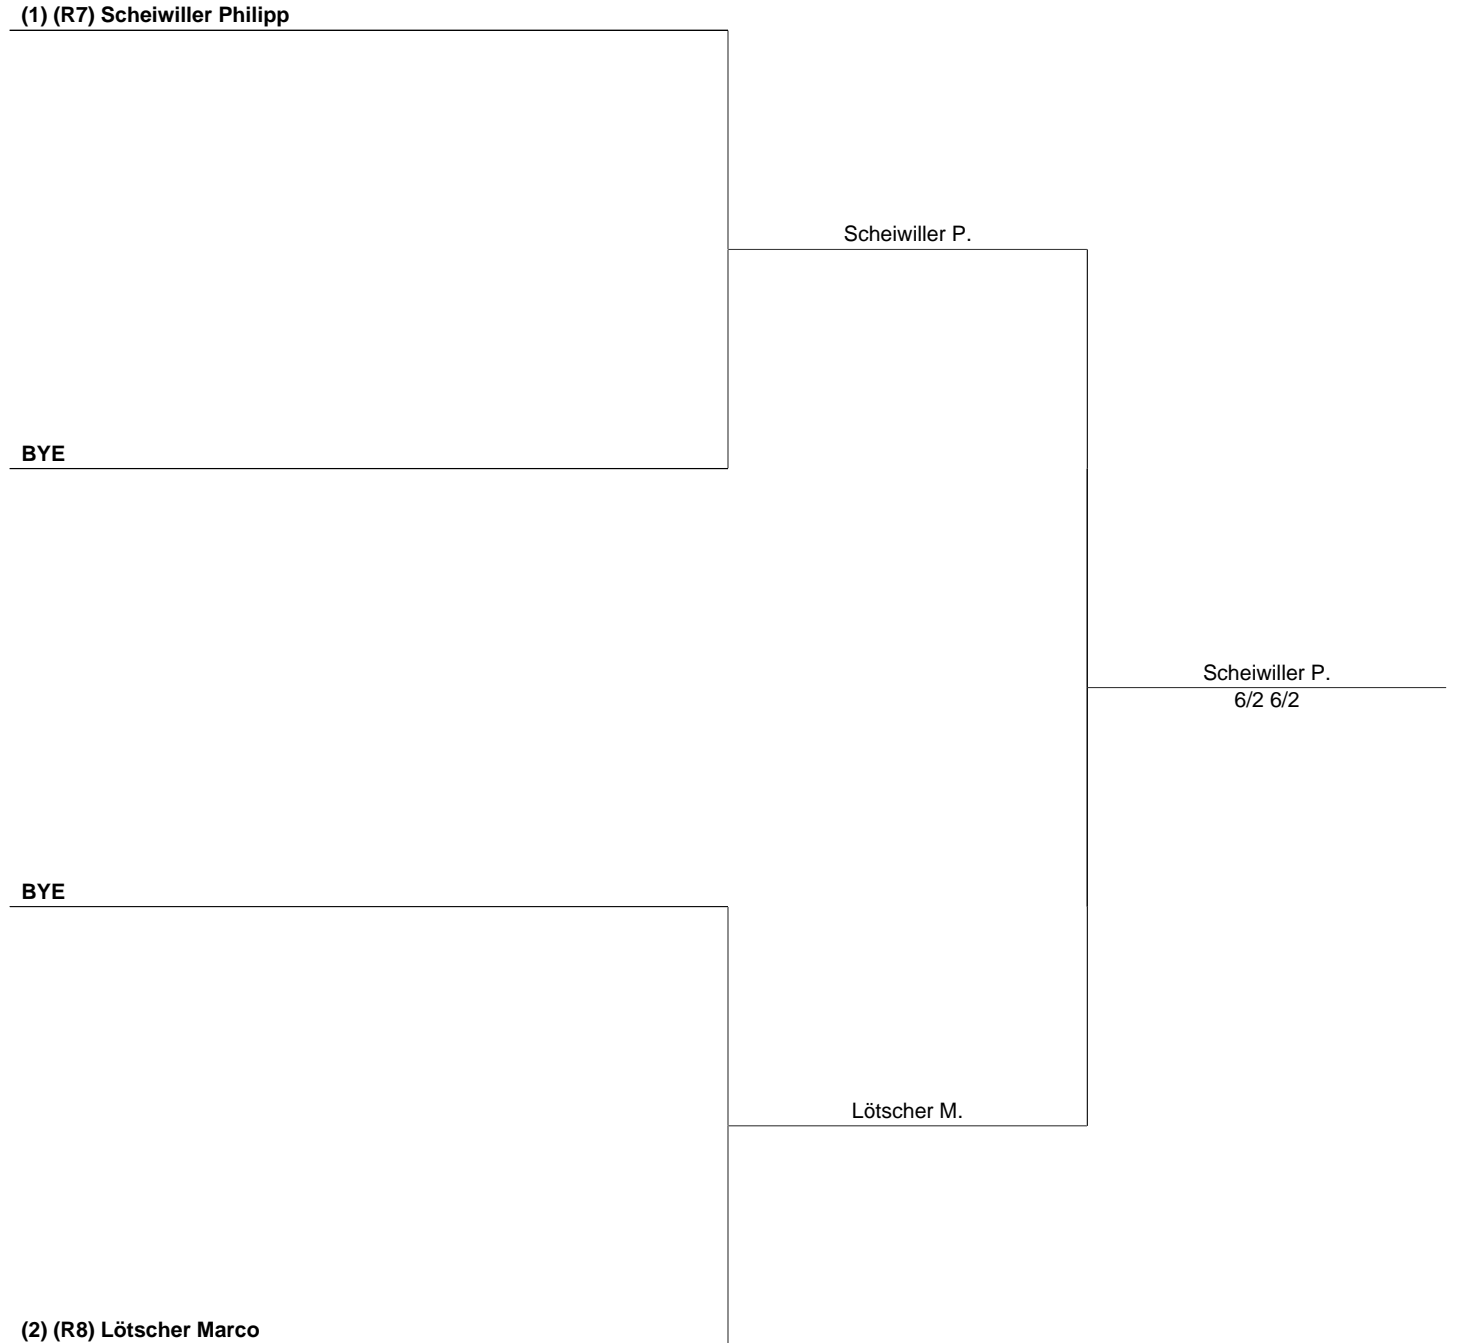 (1) (R7) Scheiwiller Philipp
Scheiwiller P.
BYE
Scheiwiller P.
6/2 6/2
BYE
Lötscher M.
(2) (R8) Lötscher Marco